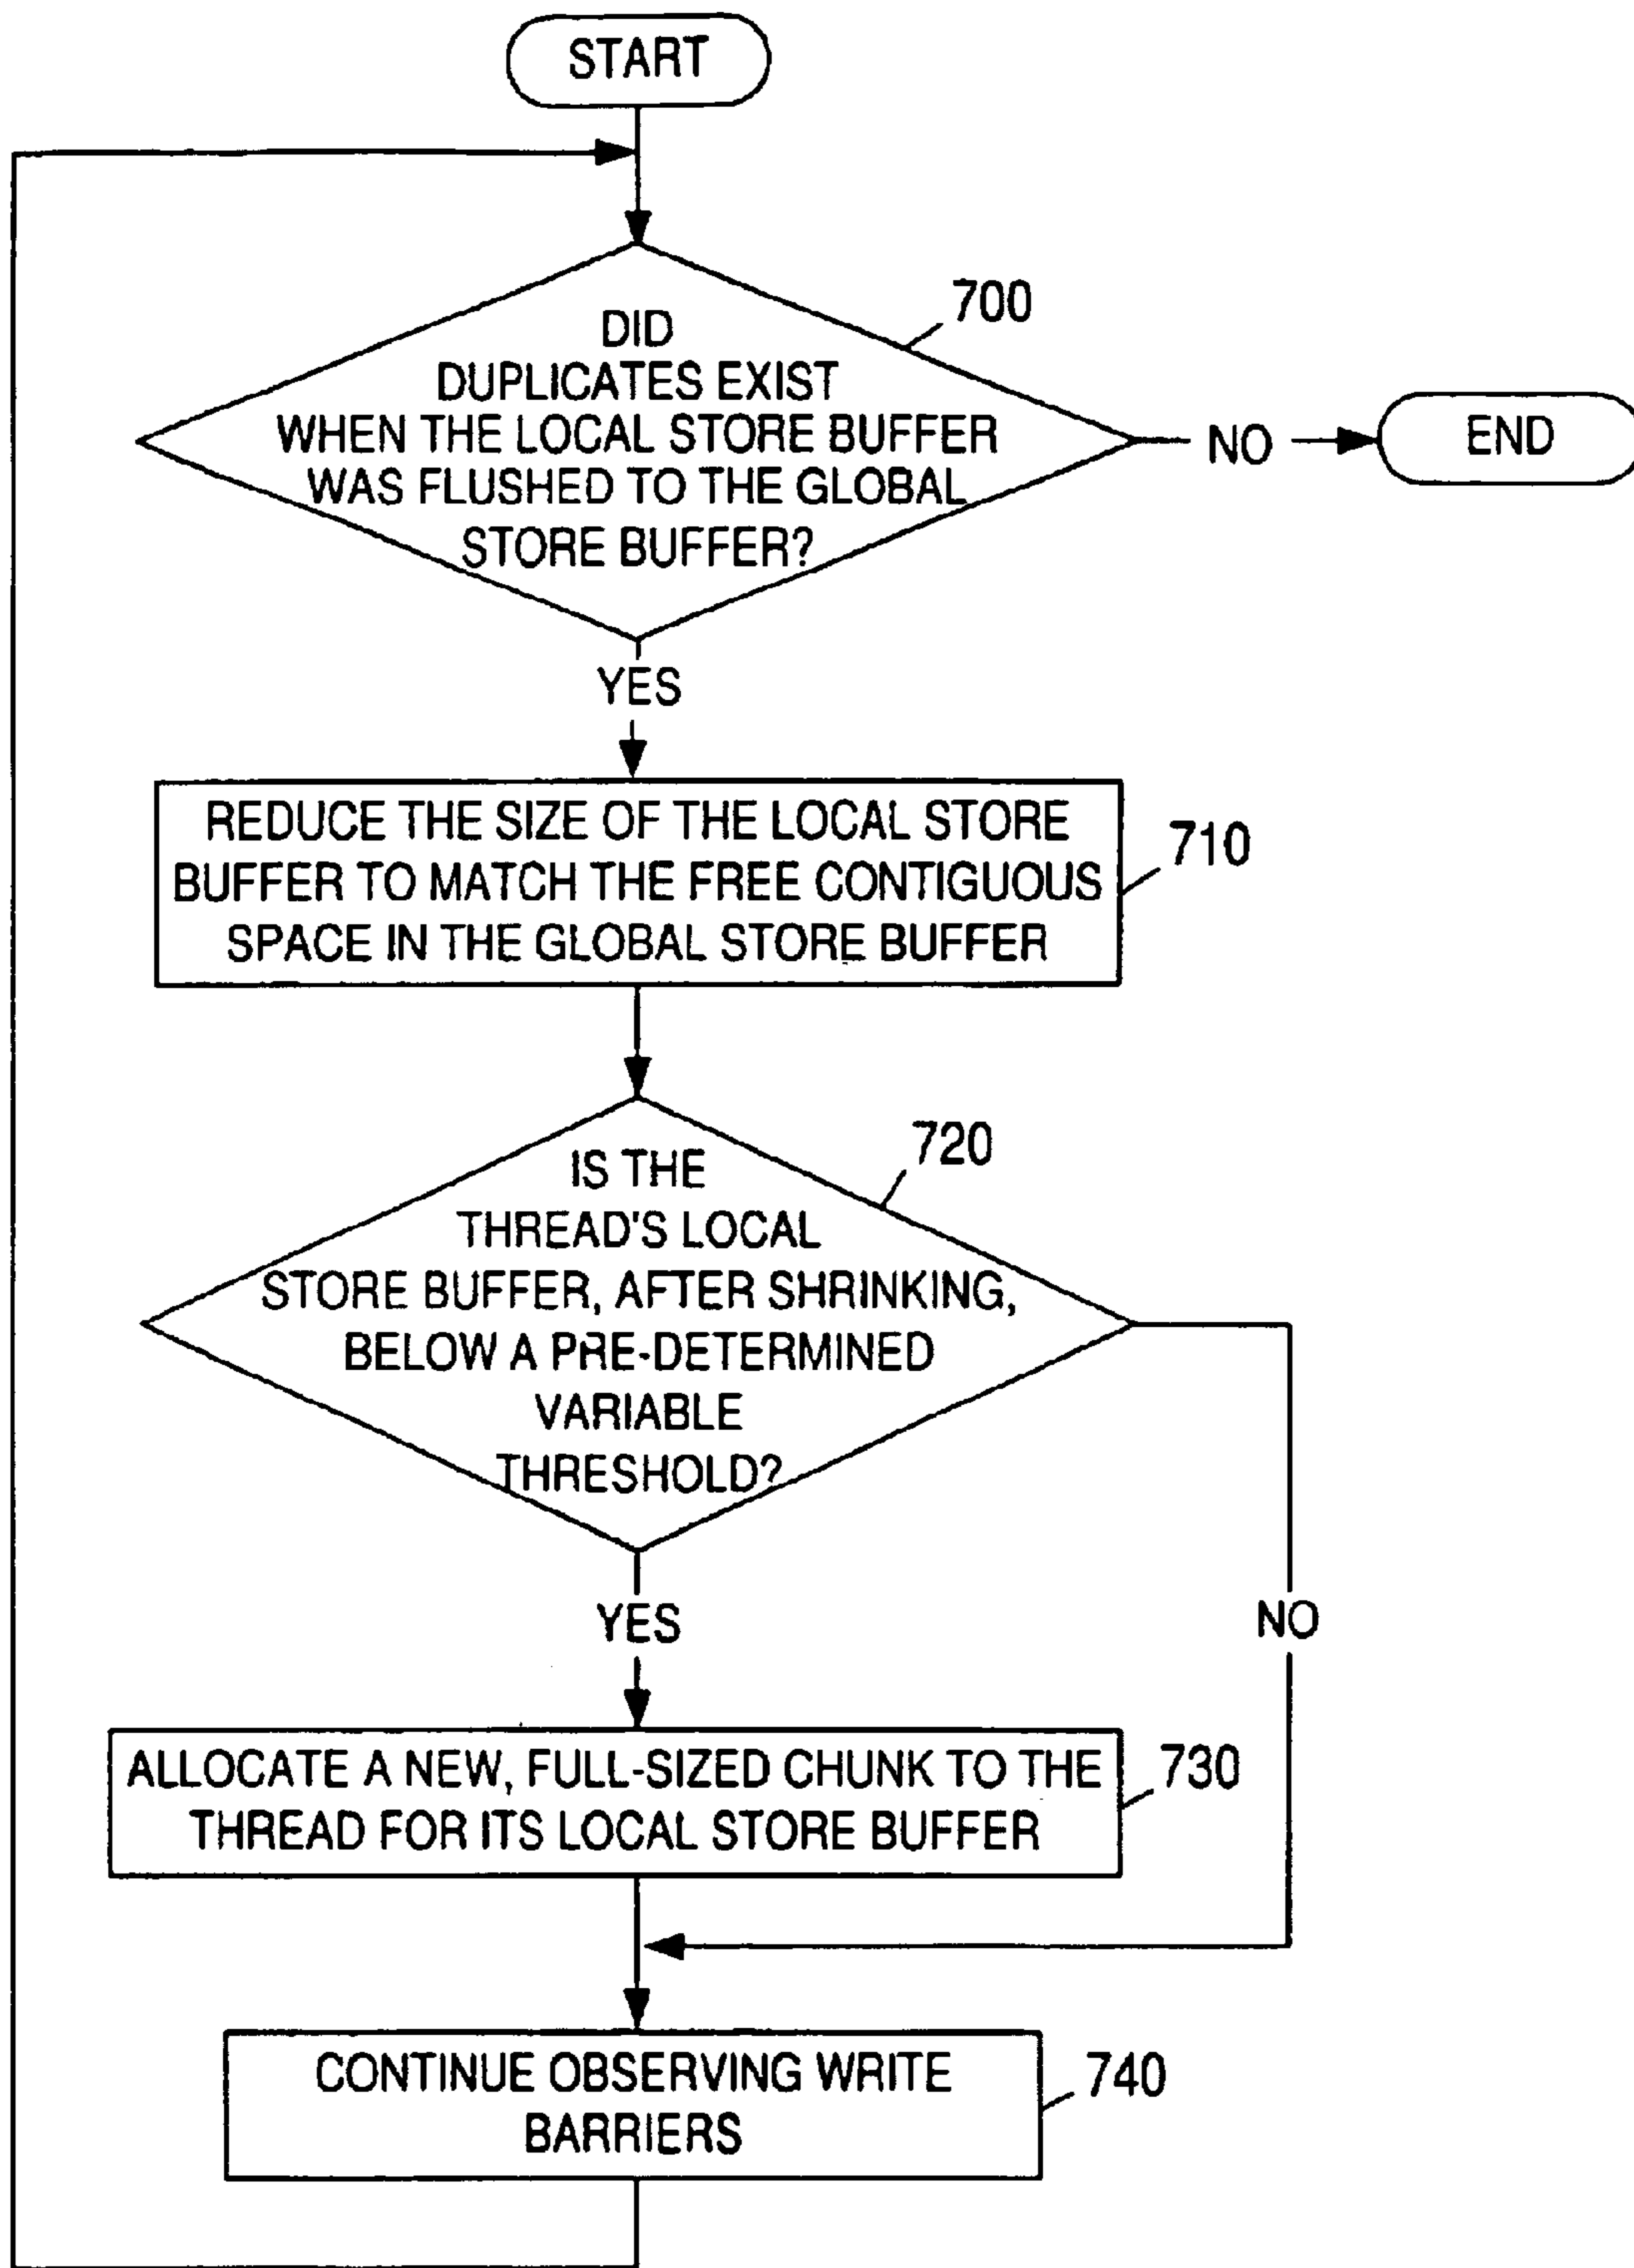 START
700
DID
DUPLICATES EXIST
WHEN THE LOCAL STORE BUFFER
WAS FLUSHED TO THE GLOBAL
STORE BUFFER?
NO
END
YES
REDUCE THE SIZE OF THE LOCAL STORE
BUFFER TO MATCH THE FREE CONTIGUOUS
SPACE IN THE GLOBAL STORE BUFFER
710
720
IS THE
THREAD'S LOCAL
STORE BUFFER, AFTER SHRINKING,
BELOW A PRE-DETERMINED
VARIABLE
THRESHOLD?
YES
NO
ALLOCATE A NEW, FULL-SIZED CHUNK TO THE
THREAD FOR ITS LOCAL STORE BUFFER
730
CONTINUE OBSERVING WRITE
BARRIERS
740